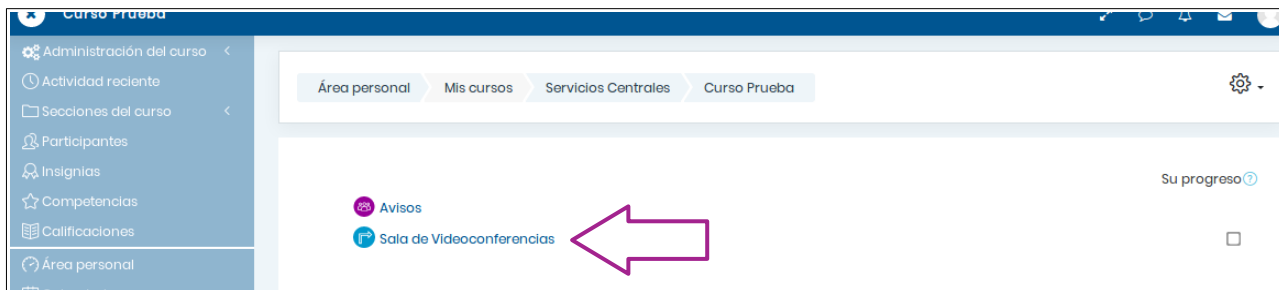 Curso Prueba
Administración del curso
Actividad reciente
Secciones del curso
Participantes
Insignias
Competencias
Calificaciones
Área personal
Área personal Mis cursos Servicios Centrales Curso Prueba
Su progreso
Avisos
Sala de Videoconferencias